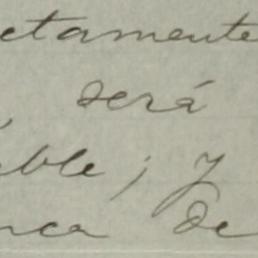 ctamente
será
ble; y
nca de